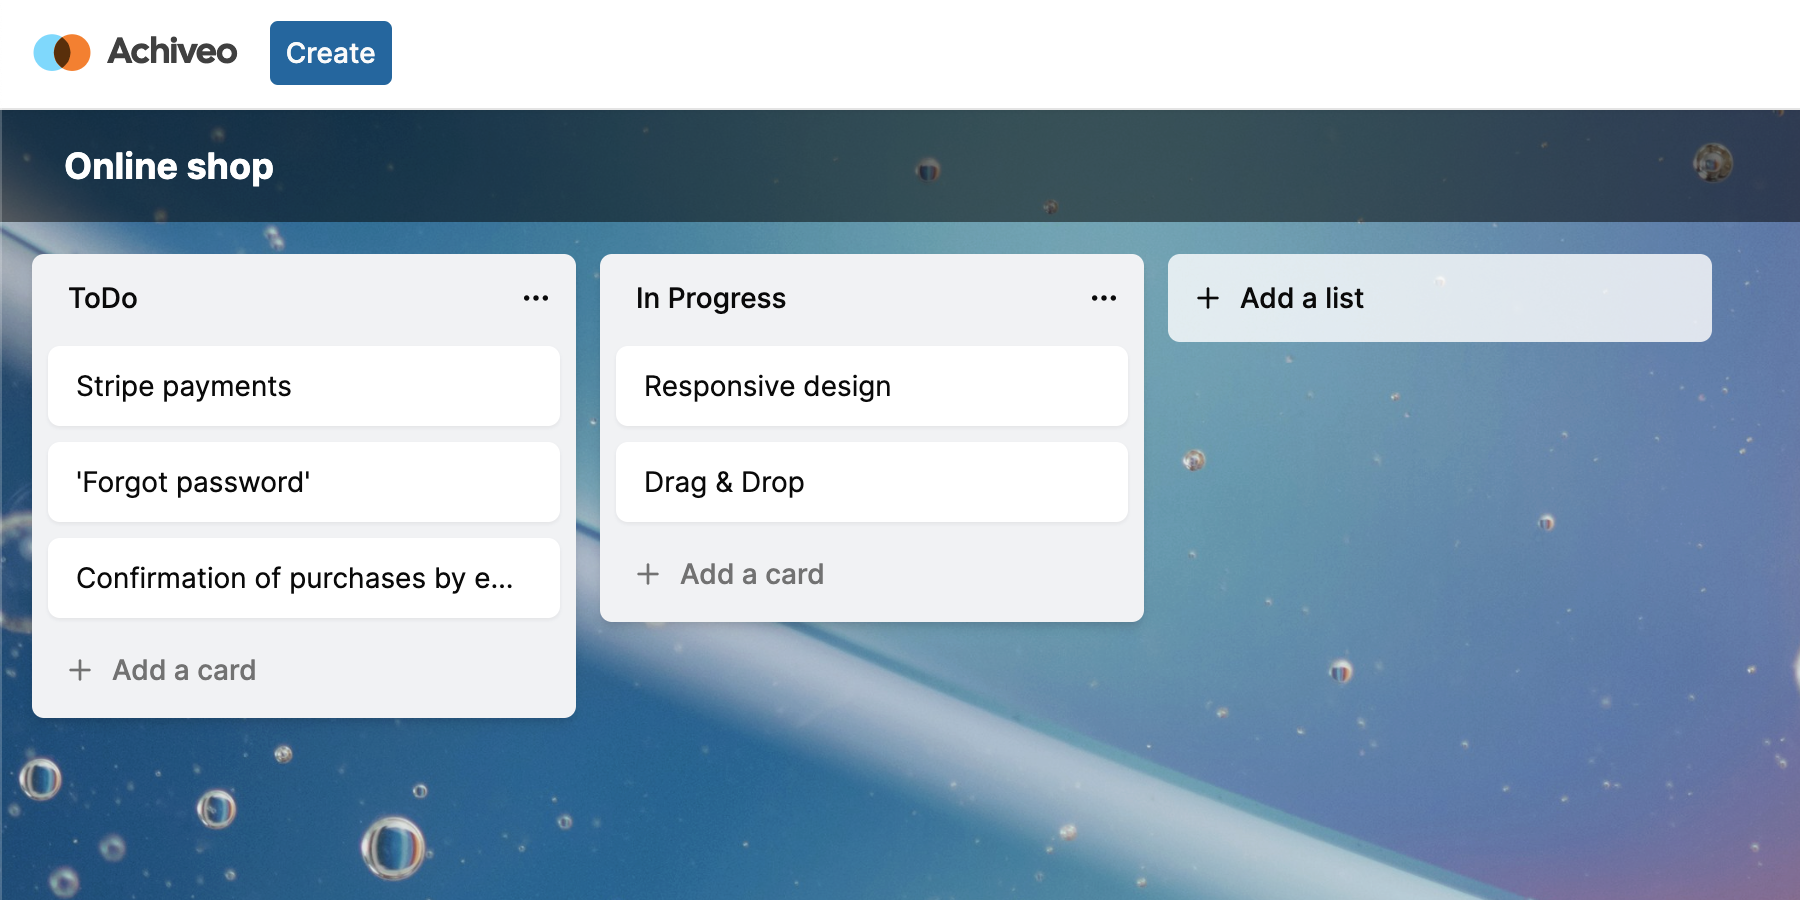 Achiveo
Create
Online shop
ToDo
Stripe payments
'Forgot password'
Confirmation of purchases by e...
Add a card
In Progress
Responsive design
Drag & Drop
Add a card
Add a list